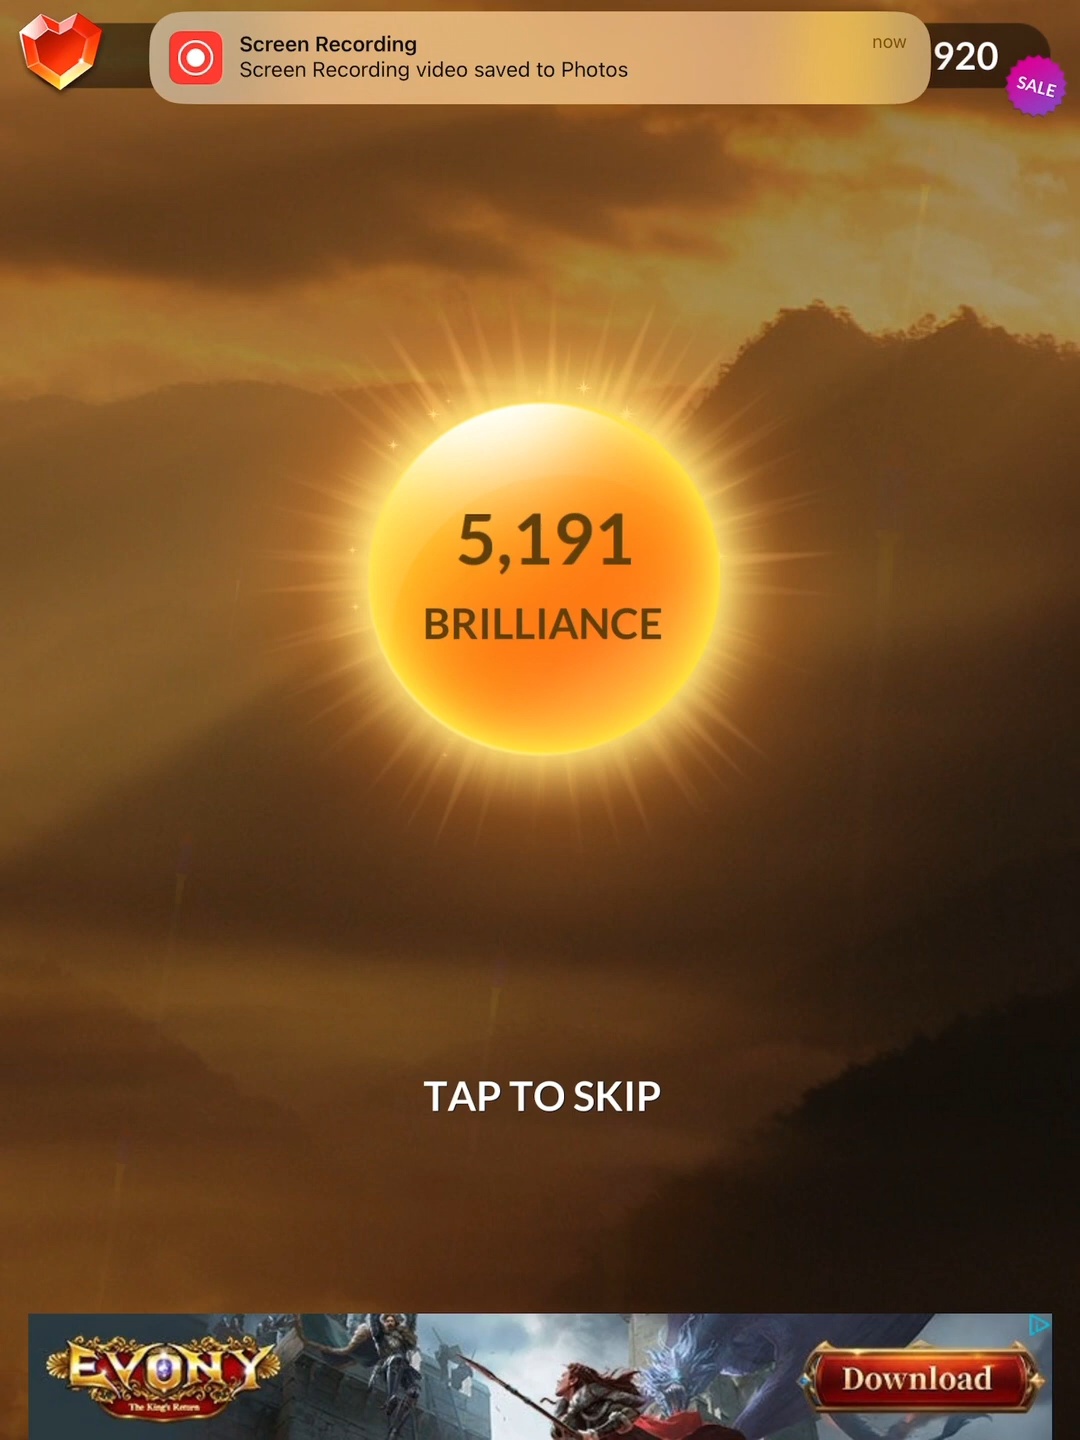 Screen Recording
now
Screen Recording video saved to Photos
920
SALE
5,191
BRILLIANCE
TAP TO SKIP
EVONY
The King's Return
Download